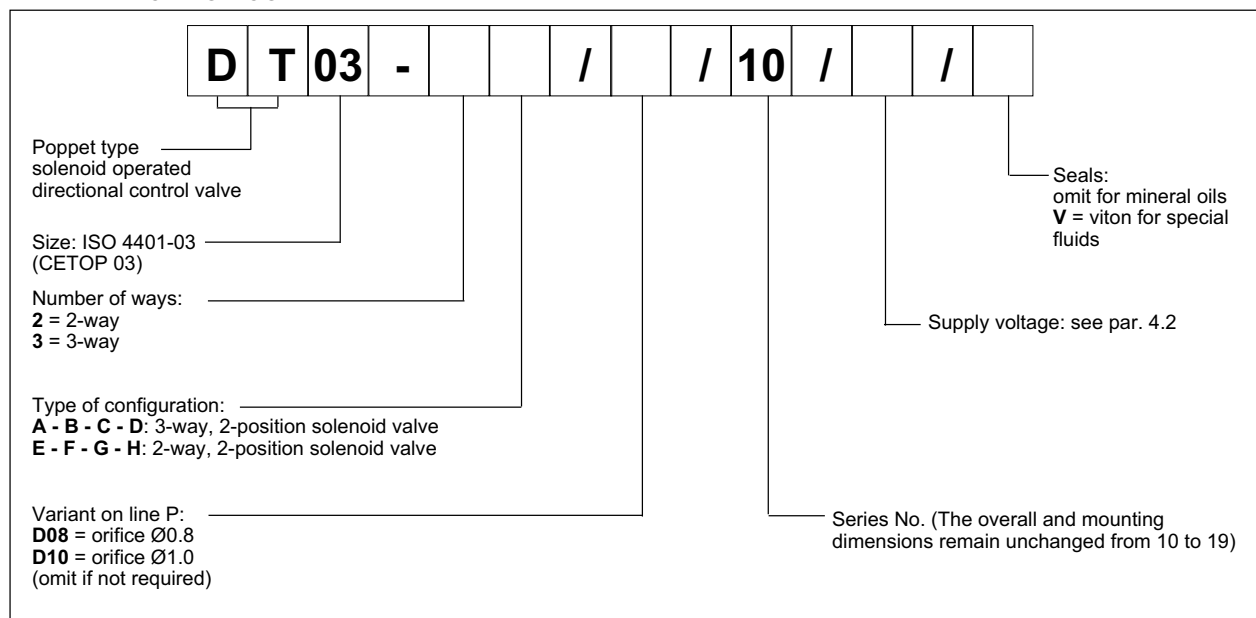 D T 03 - / / 10 / /
Poppet type
solenoid operated
directional control valve
Size: ISO 4401-03
(CETOP 03)
Number of ways:
2 = 2-way
3 = 3-way
Type of configuration:
A - B - C - D: 3-way, 2-position solenoid valve
E - F - G - H: 2-way, 2-position solenoid valve
Variant on line P:
D08 = orifice Ø0.8
D10 = orifice Ø1.0
(omit if not required)
Seals:
omit for mineral oils
V = viton for special
fluids
Supply voltage: see par. 4.2
Series No. (The overall and mounting
dimensions remain unchanged from 10 to 19)